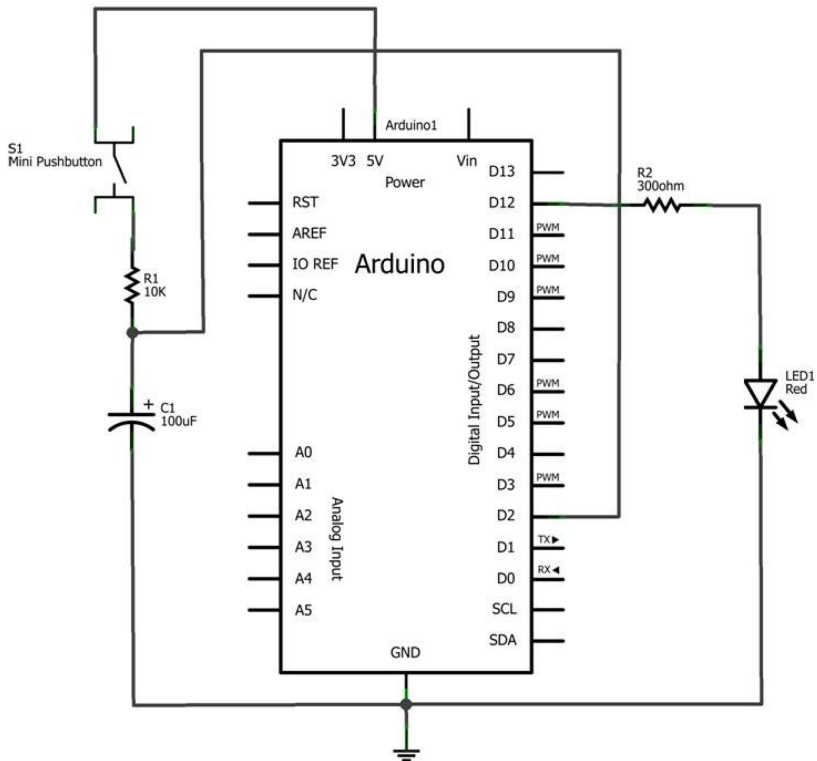 Arduino1
S1
Mini Pushbutton
3V3 5V Vin
Power
D13
R2
300ohm
RST
D12
AREF
D11 PWM
Arduino
IO REF
D10 PWM
R1
10K
N/C
D9 PWM
D8
D7
LED1
Red
D6 PWM
+
C1
100uF
D5 PWM
Digital Input/Output
A0
D4
A1
D3 PWM
A2
D2
Analog Input
A3
D1 TX ▶
A4
D0 RX ◀
A5
SCL
SDA
GND